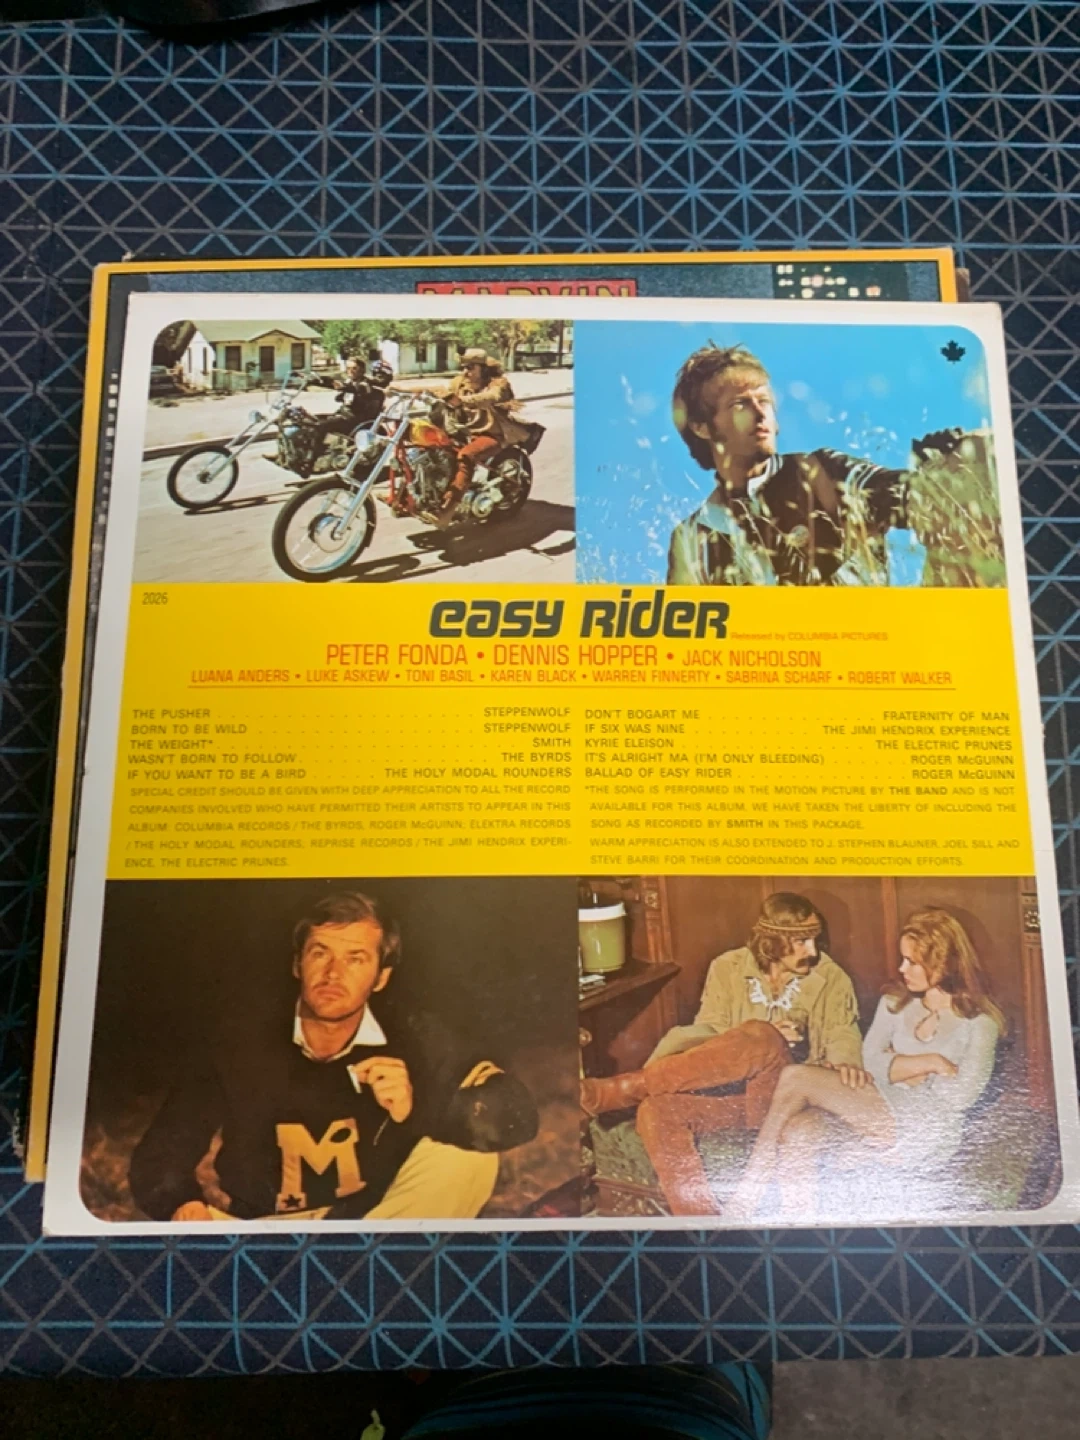 MARVIN
2026
easy Rider
Released by COLUMBIA PICTURES
PETER FONDA • DENNIS HOPPER • JACK NICHOLSON
LUANA ANDERS • LUKE ASKEW • TONI BASIL • KAREN BLACK • WARREN FINNERTY • SABRINA SCHARF • ROBERT WALKER
THE PUSHER . . . . . . . . . . STEPPENWOLF
BORN TO BE WILD . . . . . . . . . . STEPPENWOLF
THE WEIGHT* . . . . . . . . . . SMITH
WASN'T BORN TO FOLLOW . . . . . . . . . . THE BYRDS
IF YOU WANT TO BE A BIRD . . . . . . THE HOLY MODAL ROUNDERS
SPECIAL CREDIT SHOULD BE GIVEN WITH DEEP APPRECIATION TO ALL THE RECORD
COMPANIES INVOLVED WHO HAVE PERMITTED THEIR ARTISTS TO APPEAR IN THIS
ALBUM: COLUMBIA RECORDS / THE BYRDS, ROGER McGUINN; ELEKTRA RECORDS
/ THE HOLY MODAL ROUNDERS; REPRISE RECORDS / THE JIMI HENDRIX EXPERI-
ENCE, THE ELECTRIC PRUNES.
DON'T BOGART ME . . . . . . . . . . FRATERNITY OF MAN
IF SIX WAS NINE . . . . . . . . THE JIMI HENDRIX EXPERIENCE
KYRIE ELEISON . . . . . . . . . . THE ELECTRIC PRUNES
IT'S ALRIGHT MA (I'M ONLY BLEEDING) . . . . . . ROGER McGUINN
BALLAD OF EASY RIDER . . . . . . . . . . ROGER McGUINN
*THE SONG IS PERFORMED IN THE MOTION PICTURE BY THE BAND AND IS NOT
AVAILABLE FOR THIS ALBUM. WE HAVE TAKEN THE LIBERTY OF INCLUDING THE
SONG AS RECORDED BY SMITH IN THIS PACKAGE.
WARM APPRECIATION IS ALSO EXTENDED TO J. STEPHEN BLAUNER, JOEL SILL AND
STEVE BARRI FOR THEIR COORDINATION AND PRODUCTION EFFORTS.
M